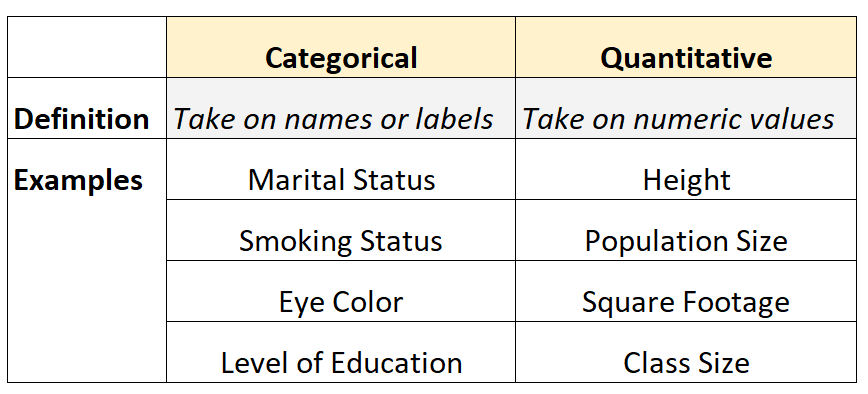 Categorical Quantitative
Definition Take on names or labels Take on numeric values
Examples Marital Status Height
Smoking Status Population Size
Eye Color Square Footage
Level of Education Class Size